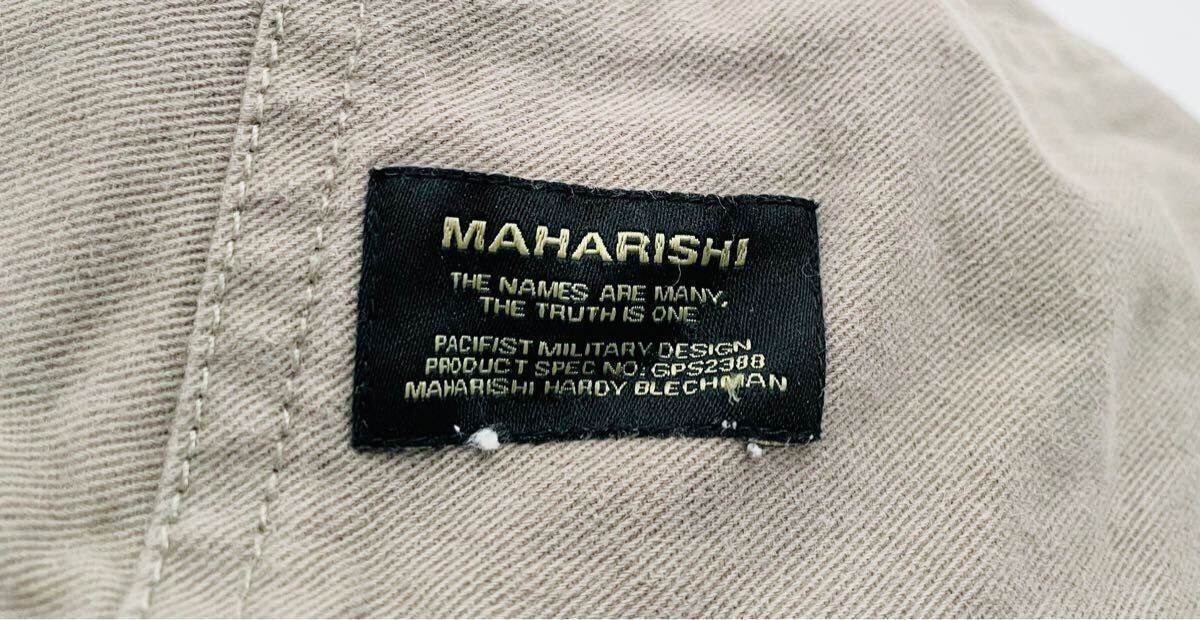 MAHARISHI
THE NAMES ARE MANY,
THE TRUTH IS ONE
PACIFIST MILITARY DESIGN
PRODUCT SPEC NO: GPS2388
MAHARISHI HARDY BLECHMAN